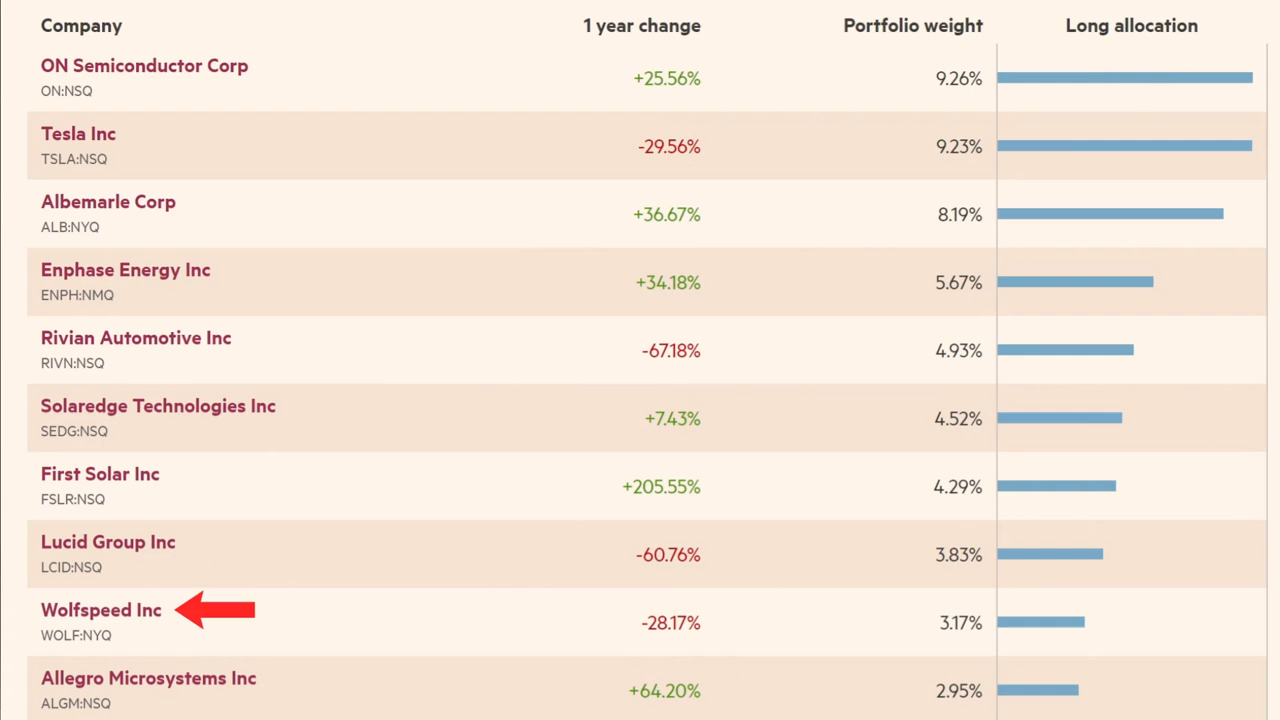 Company 1 year change Portfolio weight Long allocation
ON Semiconductor Corp
ON:NSQ +25.56% 9.26%
Tesla Inc
TSLA:NSQ -29.56% 9.23%
Albemarle Corp
ALB:NYQ +36.67% 8.19%
Enphase Energy Inc
ENPH:NMQ +34.18% 5.67%
Rivian Automotive Inc
RIVN:NSQ -67.18% 4.93%
Solaredge Technologies Inc
SEDG:NSQ +7.43% 4.52%
First Solar Inc
FSLR:NSQ +205.55% 4.29%
Lucid Group Inc
LCID:NSQ -60.76% 3.83%
Wolfspeed Inc
WOLF:NYQ -28.17% 3.17%
Allegro Microsystems Inc
ALGM:NSQ +64.20% 2.95%